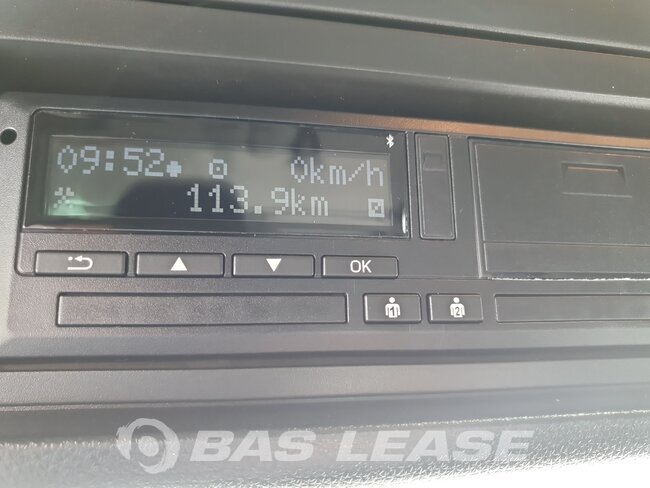 09:52 0km/h
113.9km
OK
1 2
BAS LEASE